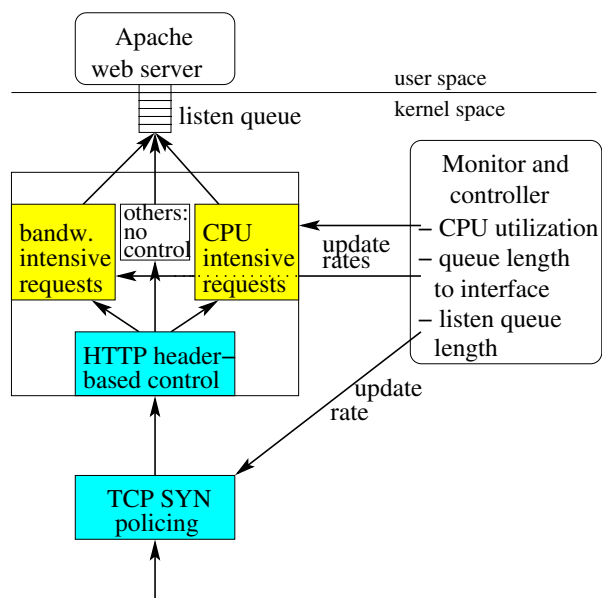 Apache
web server
user space
kernel space
listen queue
Monitor and
controller
– CPU utilization
– queue length
to interface
– listen queue
length
others:
no
control
bandw.
intensive
requests
CPU
intensive
requests
update
rates
HTTP header–
based control
update
rate
TCP SYN
policing